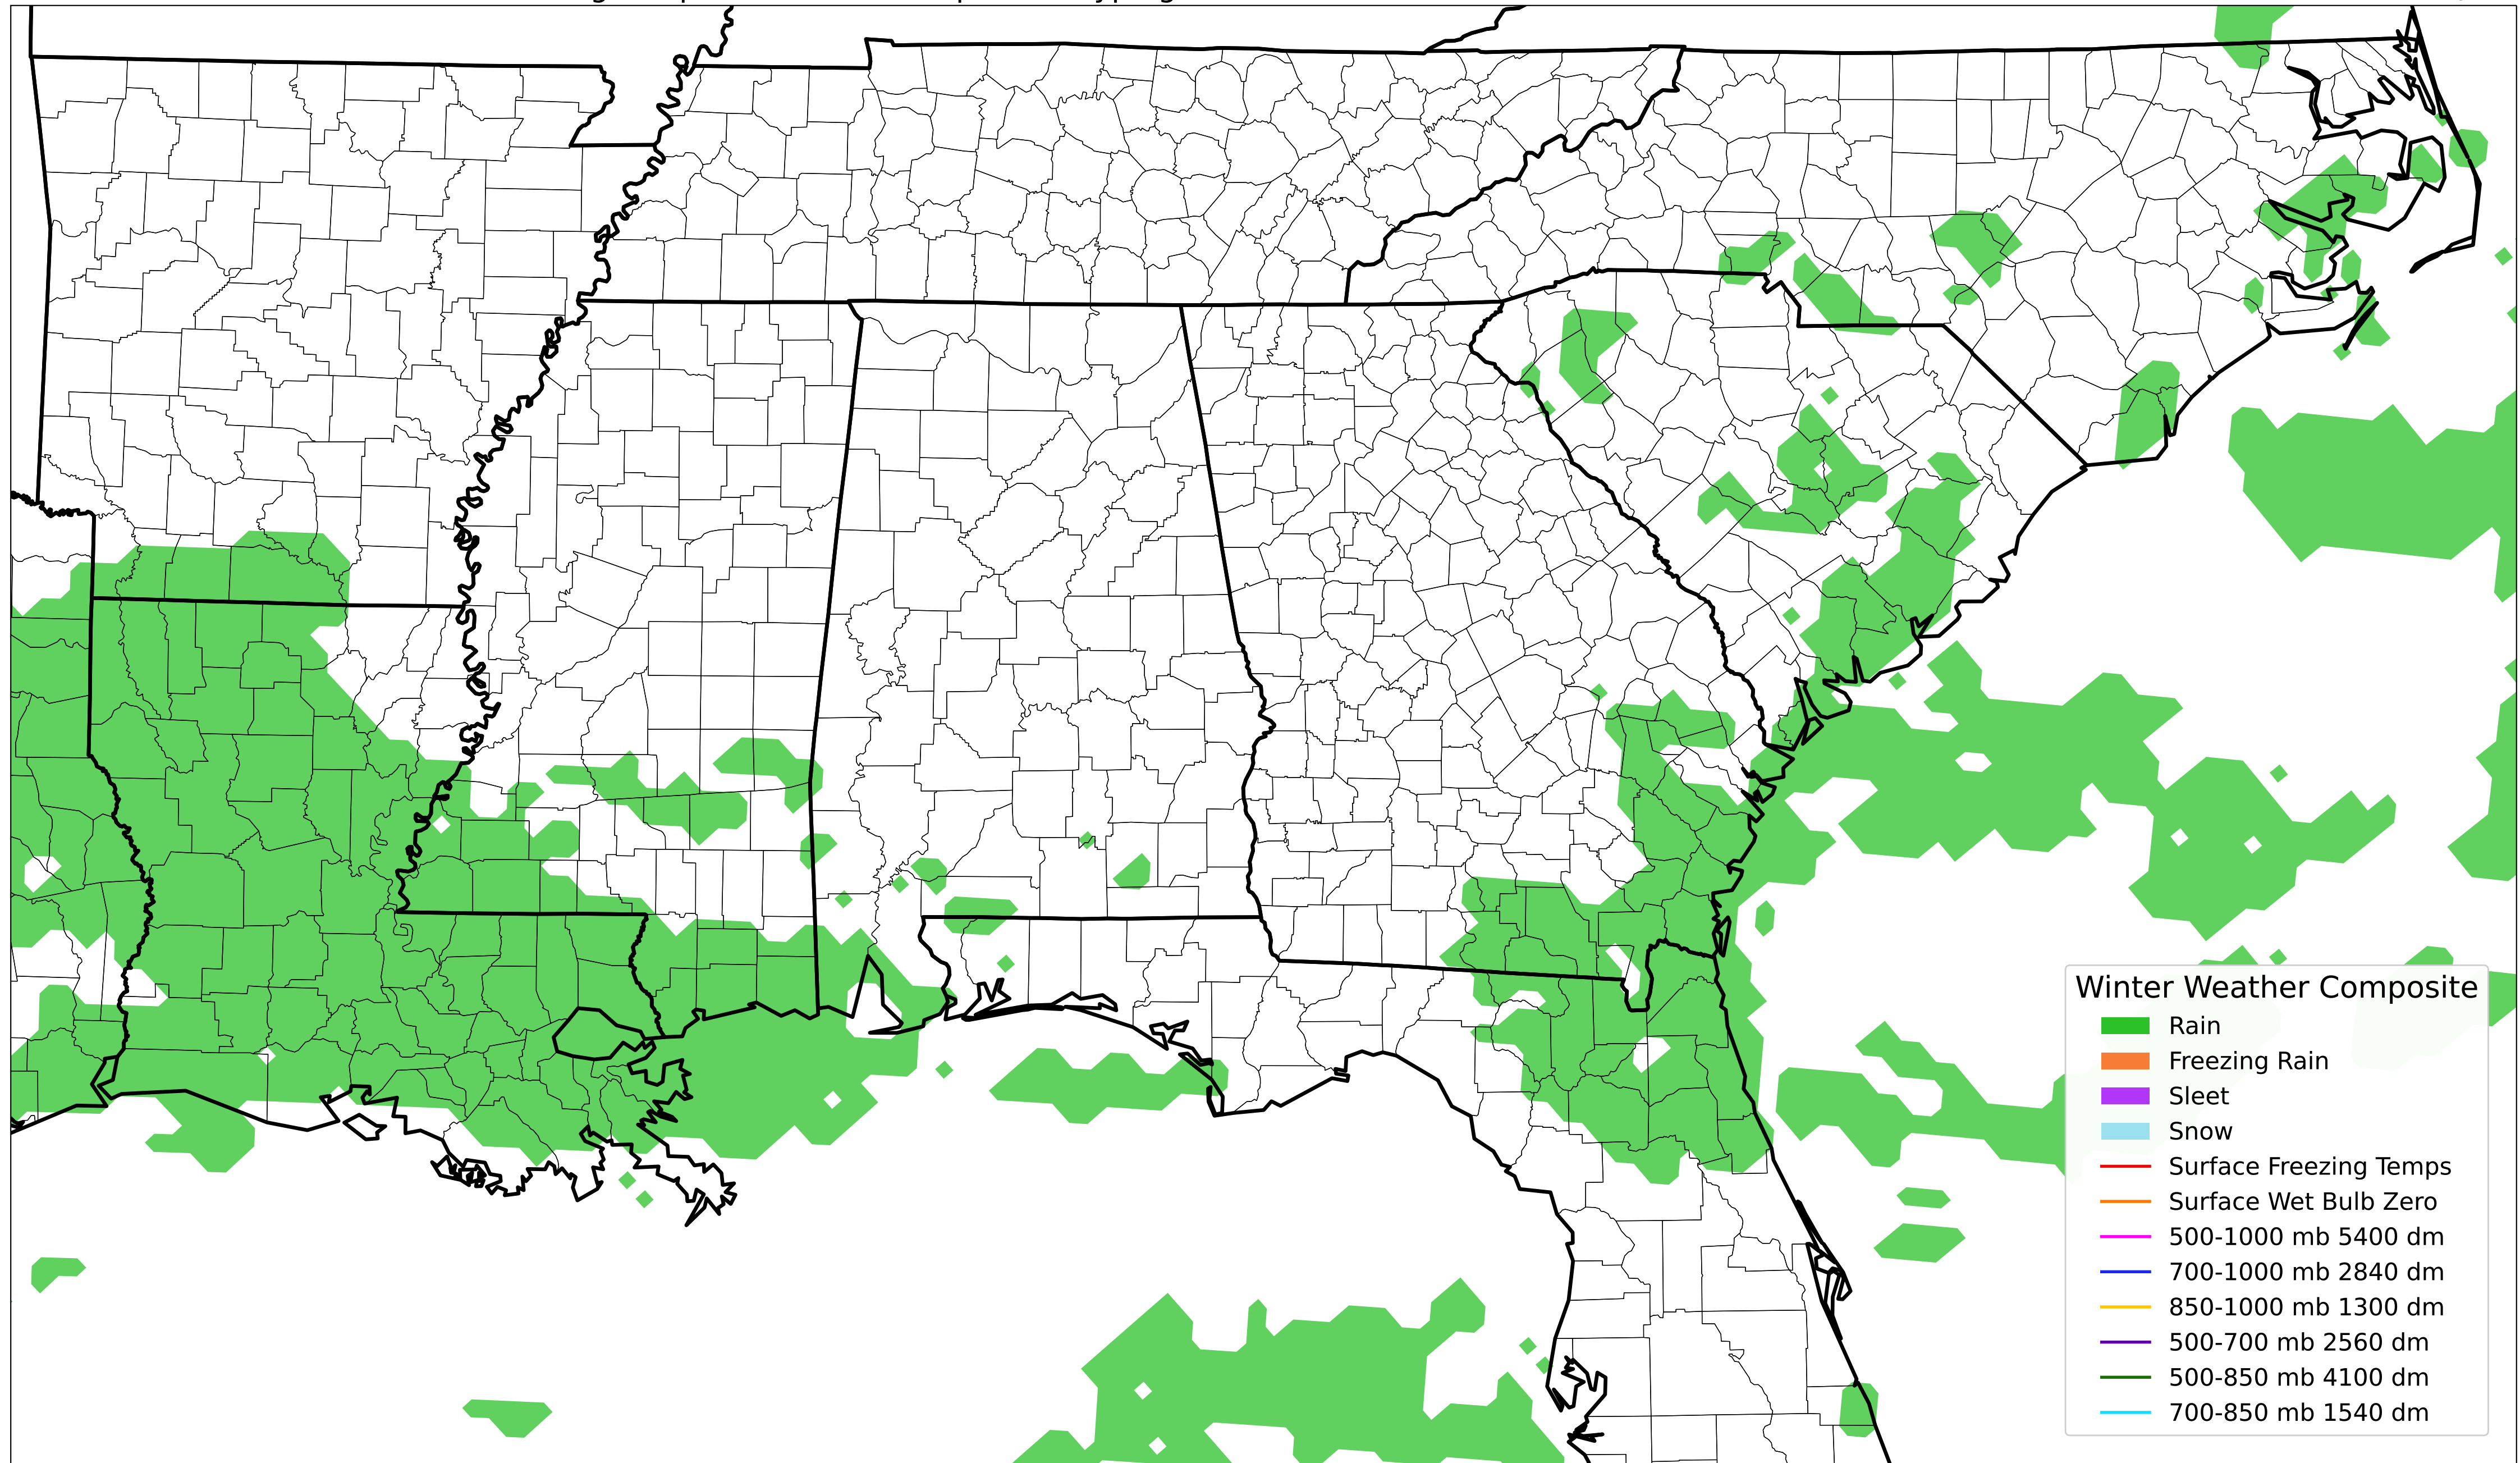 Winter Weather Composite
Rain
Freezing Rain
Sleet
Snow
Surface Freezing Temps
Surface Wet Bulb Zero
500-1000 mb 5400 dm
700-1000 mb 2840 dm
850-1000 mb 1300 dm
500-700 mb 2560 dm
500-850 mb 4100 dm
700-850 mb 1540 dm